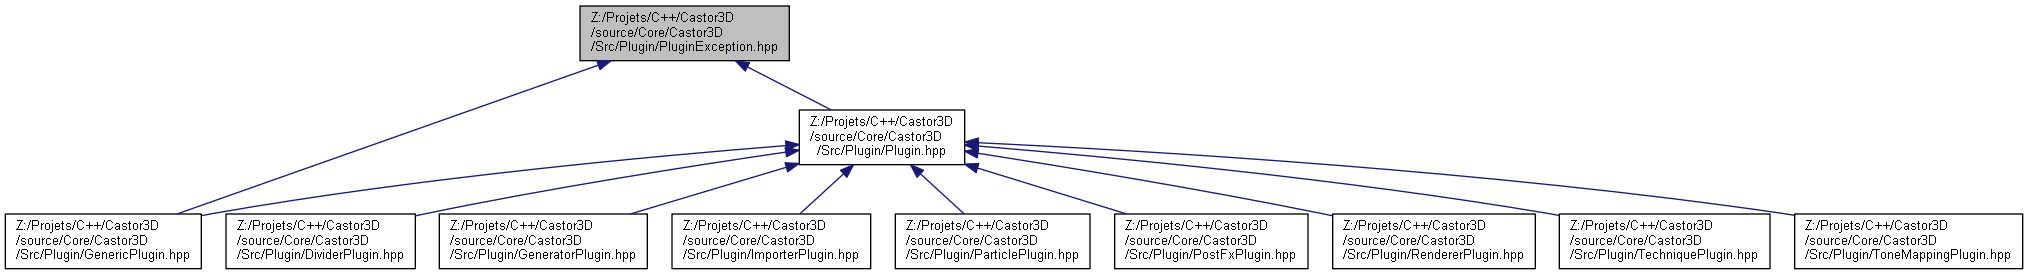 Z:/Projets/C++/Castor3D
/source/Core/Castor3D
/Src/Plugin/PluginException.hpp
Z:/Projets/C++/Castor3D
/source/Core/Castor3D
/Src/Plugin/Plugin.hpp
Z:/Projets/C++/Castor3D
/source/Core/Castor3D
/Src/Plugin/GenericPlugin.hpp
Z:/Projets/C++/Castor3D
/source/Core/Castor3D
/Src/Plugin/DividerPlugin.hpp
Z:/Projets/C++/Castor3D
/source/Core/Castor3D
/Src/Plugin/GeneratorPlugin.hpp
Z:/Projets/C++/Castor3D
/source/Core/Castor3D
/Src/Plugin/ImporterPlugin.hpp
Z:/Projets/C++/Castor3D
/source/Core/Castor3D
/Src/Plugin/ParticlePlugin.hpp
Z:/Projets/C++/Castor3D
/source/Core/Castor3D
/Src/Plugin/PostFxPlugin.hpp
Z:/Projets/C++/Castor3D
/source/Core/Castor3D
/Src/Plugin/RendererPlugin.hpp
Z:/Projets/C++/Castor3D
/source/Core/Castor3D
/Src/Plugin/TechniquePlugin.hpp
Z:/Projets/C++/Castor3D
/source/Core/Castor3D
/Src/Plugin/ToneMappingPlugin.hpp